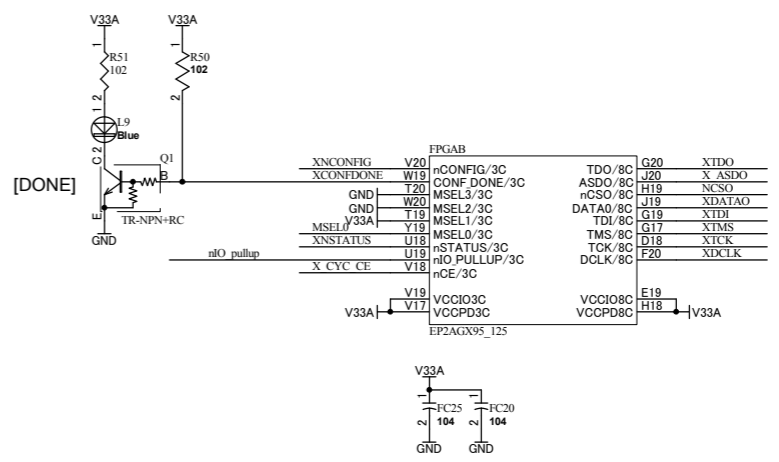 V33A
V33A
1
R51
102
2
1
R50
102
2
1
L9
Blue
C 2
Q1
B
[DONE]
E
TR-NPN+RC
GND
FPGAB
XNCONFIG V20 nCONFIG/3C TDO/8C G20 XTDO
XCONFDONE W19 CONF_DONE/3C ASDO/8C J20 X_ASDO
GND T20 MSEL3/3C nCSO/8C H19 NCSO
GND W20 MSEL2/3C DATA0/8C J19 XDATAO
V33A T19 MSEL1/3C TDI/8C G19 XTDI
MSEL0 Y19 MSEL0/3C TMS/8C G17 XTMS
XNSTATUS U18 nSTATUS/3C TCK/8C D18 XTCK
nIO_pullup U19 nIO_PULLUP/3C DCLK/8C F20 XDCLK
X_CYC_CE V18 nCE/3C
V19 VCCIO3C VCCIO8C E19
V33A V17 VCCPD3C VCCPD8C H18 V33A
EP2AGX95_125
V33A
1
FC25
104
2
GND
1
FC20
104
2
GND